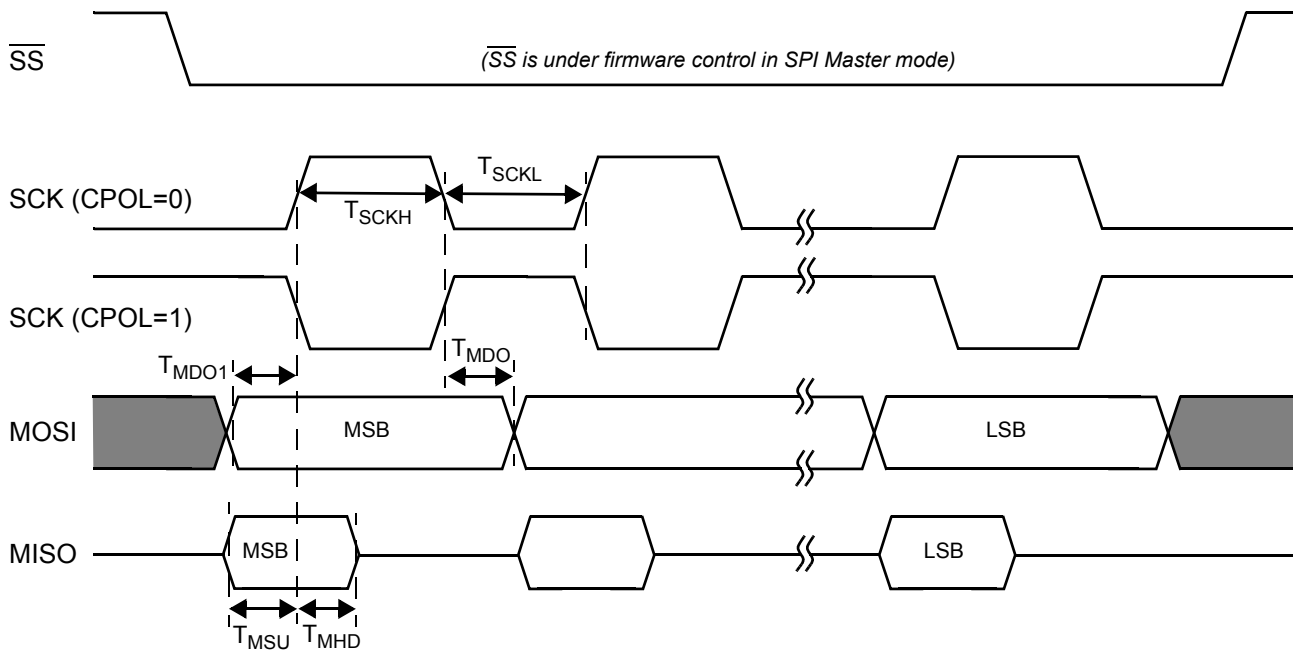 SS
(SS is under firmware control in SPI Master mode)
TSCKL
SCK (CPOL=0)
TSCKH
SCK (CPOL=1)
TMDO1
TMDO
MOSI
MSB
LSB
MISO
MSB
LSB
TMSU
TMHD